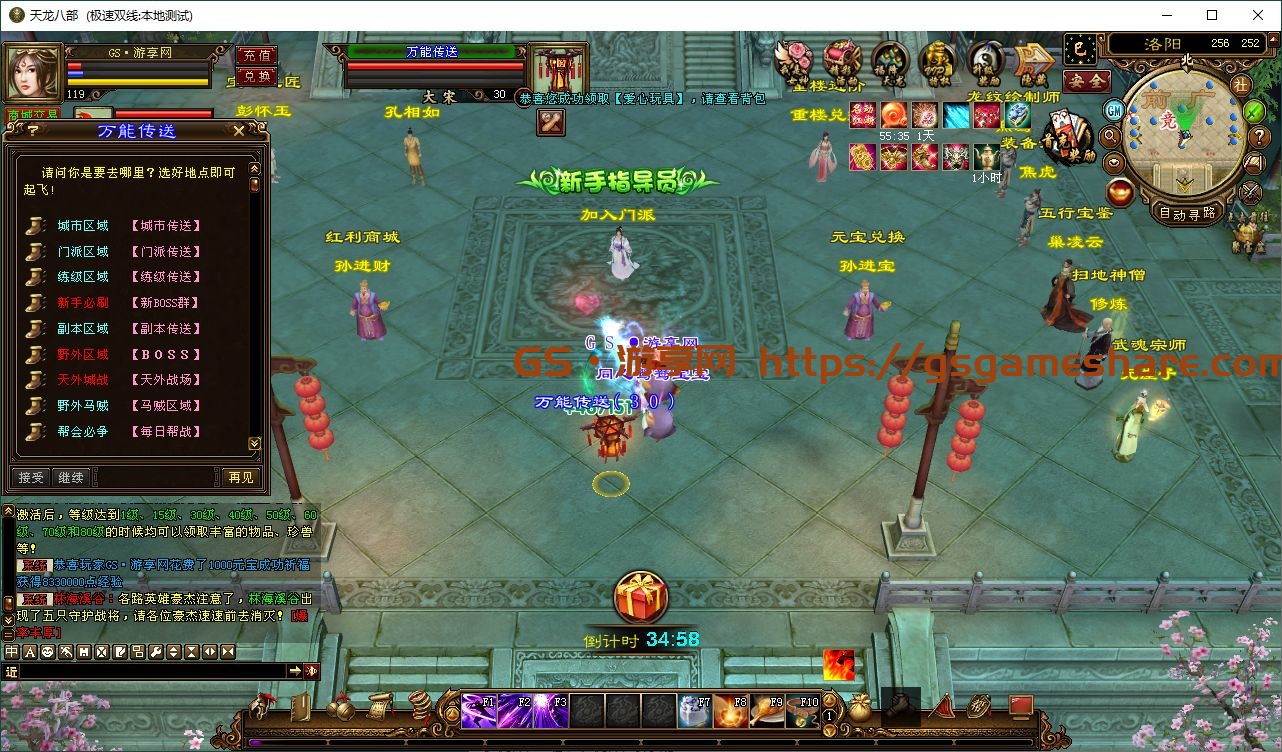 天龙八部 (极速双线:本地测试)
GS·游享网
充值
兑换
119
商城交易
彭怀玉
万能传送
大宋
30
孔相如
恭喜您成功领取【爱心玩具】，请查看背包
55:35
1天
1小时
洛阳
256 252
北
安全
GM
社
自动寻路
万能传送
请问你是要去哪里？选好地点即可
起飞！
城市区域 【城市传送】
门派区域 【门派传送】
练级区域 【练级传送】
新手必刷 【新BOSS群】
副本区域 【副本传送】
野外区域 【BOSS】
天外城战 【天外战场】
野外马贼 【马贼区域】
帮会必争 【每日帮战】
接受
继续
再见
新手指导员
加入门派
红利商城
孙进财
元宝兑换
孙进宝
龙纹绘制师
焦虎
五行宝鉴
巢凌云
扫地神僧
修炼
武魂宗师
GS·游享网
万能传送(30)
GS·游享网 https://gsgameshare.com
激活后，等级达到1级、15级、30级、40级、50级、60
级、70级和80级的时候均可以领取丰富的物品、珍兽
等！
系统 恭喜玩家GS·游享网花费了1000元宝成功祈福
获得8330000点经验
系统 林海溪谷：各路英雄豪杰注意了，林海溪谷出
现了五只守护战将，请各位豪杰速速前去消灭！[爆
率丰厚]
近
倒计时 34:58
F1
F2
F3
F7
F8
F9
F10
1